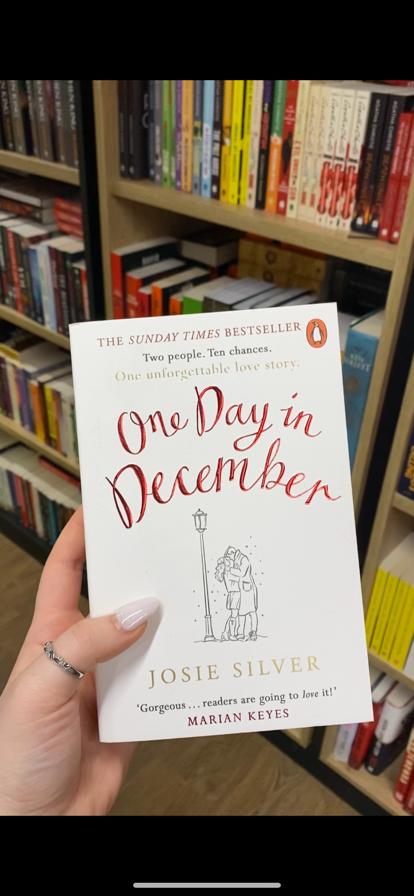 THE SUNDAY TIMES BESTSELLER
Two people. Ten chances.
One unforgettable love story.
One Day in
December
JOSIE SILVER
‘Gorgeous ... readers are going to love it!’
MARIAN KEYES